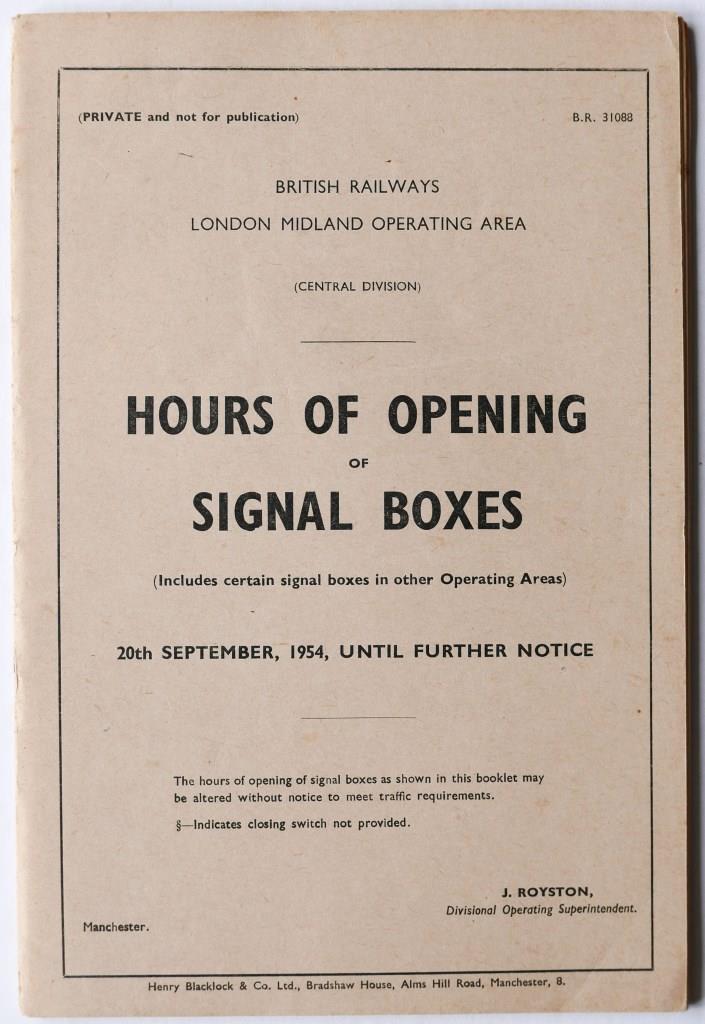 (PRIVATE and not for publication)
B.R. 31088
BRITISH RAILWAYS
LONDON MIDLAND OPERATING AREA
(CENTRAL DIVISION)
HOURS OF OPENING
OF
SIGNAL BOXES
(Includes certain signal boxes in other Operating Areas)
20th SEPTEMBER, 1954, UNTIL FURTHER NOTICE
The hours of opening of signal boxes as shown in this booklet may
be altered without notice to meet traffic requirements.
§—Indicates closing switch not provided.
J. ROYSTON,
Divisional Operating Superintendent.
Manchester.
Henry Blacklock & Co. Ltd., Bradshaw House, Alms Hill Road, Manchester, 8.